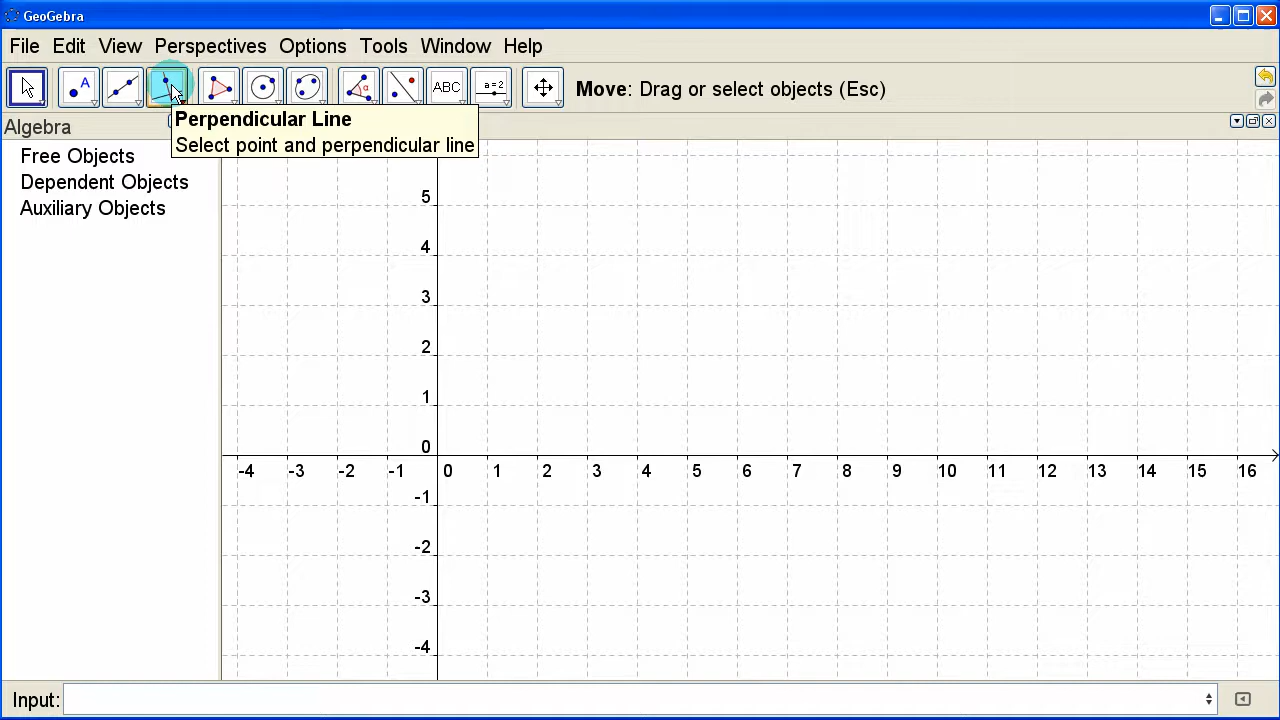 GeoGebra
File Edit View Perspectives Options Tools Window Help
A α ABC a=2 Move: Drag or select objects (Esc)
Perpendicular Line
Select point and perpendicular line
Algebra
Free Objects
Dependent Objects
Auxiliary Objects
5
4
3
2
1
0
-4 -3 -2 -1 0 1 2 3 4 5 6 7 8 9 10 11 12 13 14 15 16
-1
-2
-3
-4
Input: